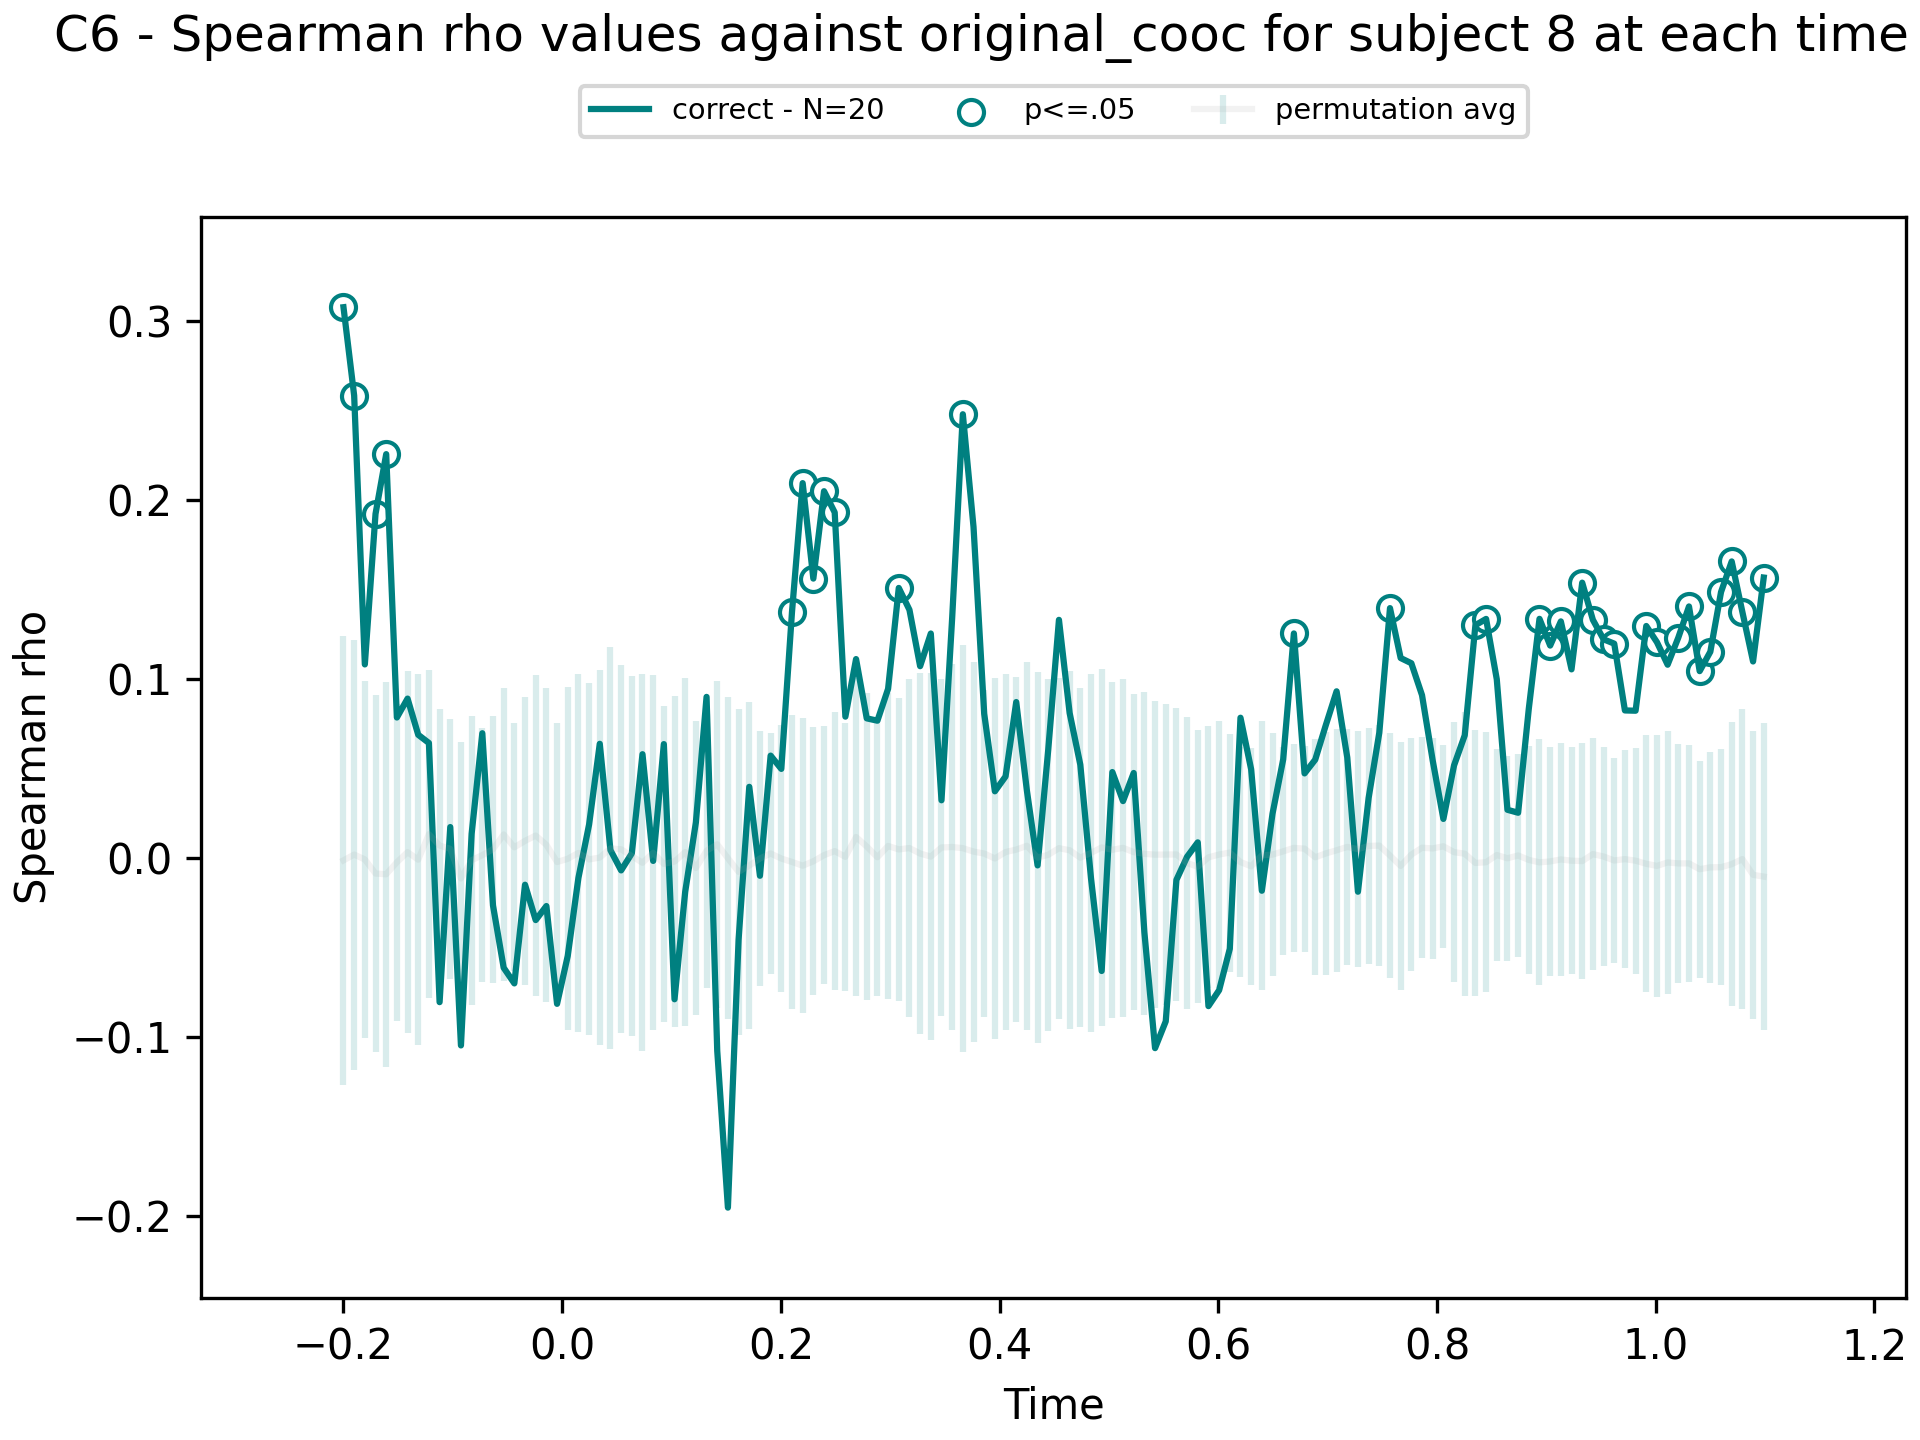 C6 - Spearman rho values against original_cooc for subject 8 at each time
correct - N=20
p<=.05
permutation avg
Spearman rho
0.3
0.2
0.1
0.0
−0.1
−0.2
−0.2
0.0
0.2
0.4
0.6
0.8
1.0
1.2
Time